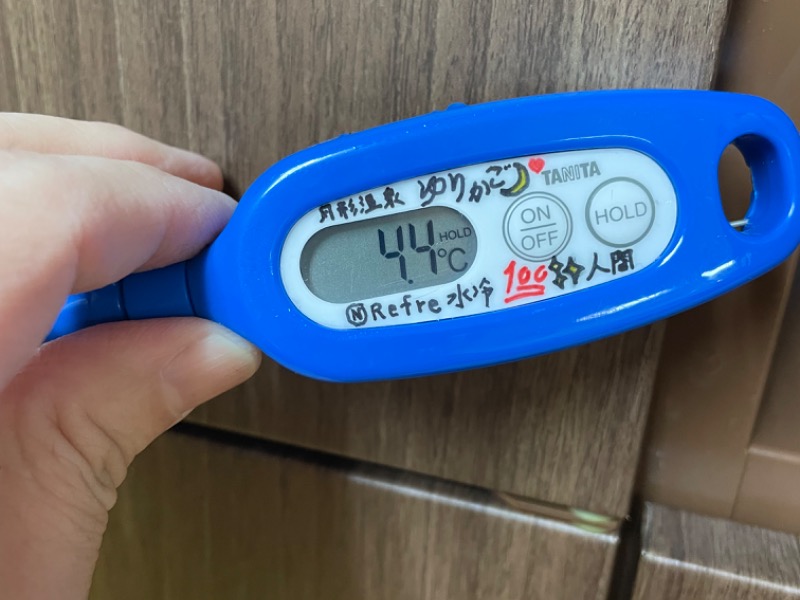 月形温泉 ゆりかご
TANITA
4.4 °C HOLD
ON
OFF
HOLD
Ⓝ Refre 水冷 100 人間